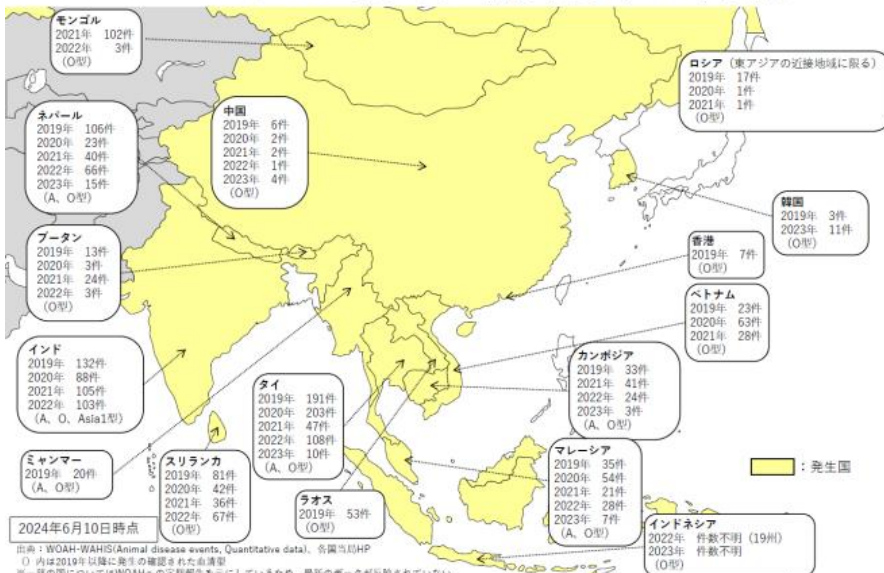 モンゴル
2021年 102件
2022年 3件
(O型)
ロシア（東アジアの近接地域に限る）
2019年 17件
2020年 1件
2021年 1件
(O型)
ネパール
2019年 106件
2020年 23件
2021年 40件
2022年 66件
2023年 15件
(A、O型)
中国
2019年 6件
2020年 2件
2021年 2件
2022年 1件
2023年 4件
(O型)
韓国
2019年 3件
2023年 11件
(O型)
ブータン
2019年 13件
2020年 3件
2021年 24件
2022年 3件
(O型)
香港
2019年 7件
(O型)
ベトナム
2019年 23件
2020年 63件
2021年 28件
(O型)
インド
2019年 132件
2020年 88件
2021年 105件
2022年 103件
(A、O、Asia1型)
カンボジア
2019年 33件
2021年 41件
2022年 24件
2023年 3件
(A、O型)
タイ
2019年 191件
2020年 203件
2021年 47件
2022年 108件
2023年 10件
(A、O型)
ミャンマー
2019年 20件
(A、O型)
スリランカ
2019年 81件
2020年 42件
2021年 36件
2022年 67件
(O型)
ラオス
2019年 53件
(O型)
マレーシア
2019年 35件
2020年 54件
2021年 21件
2022年 28件
2023年 7件
(A、O型)
：発生国
インドネシア
2022年 件数不明（19州）
2023年 件数不明
(O型)
2024年6月10日時点
出典：WOAH-WAHIS(Animal disease events, Quantitative data)、各国当局HP
() 内は2019年以降に発生の確認された血清型